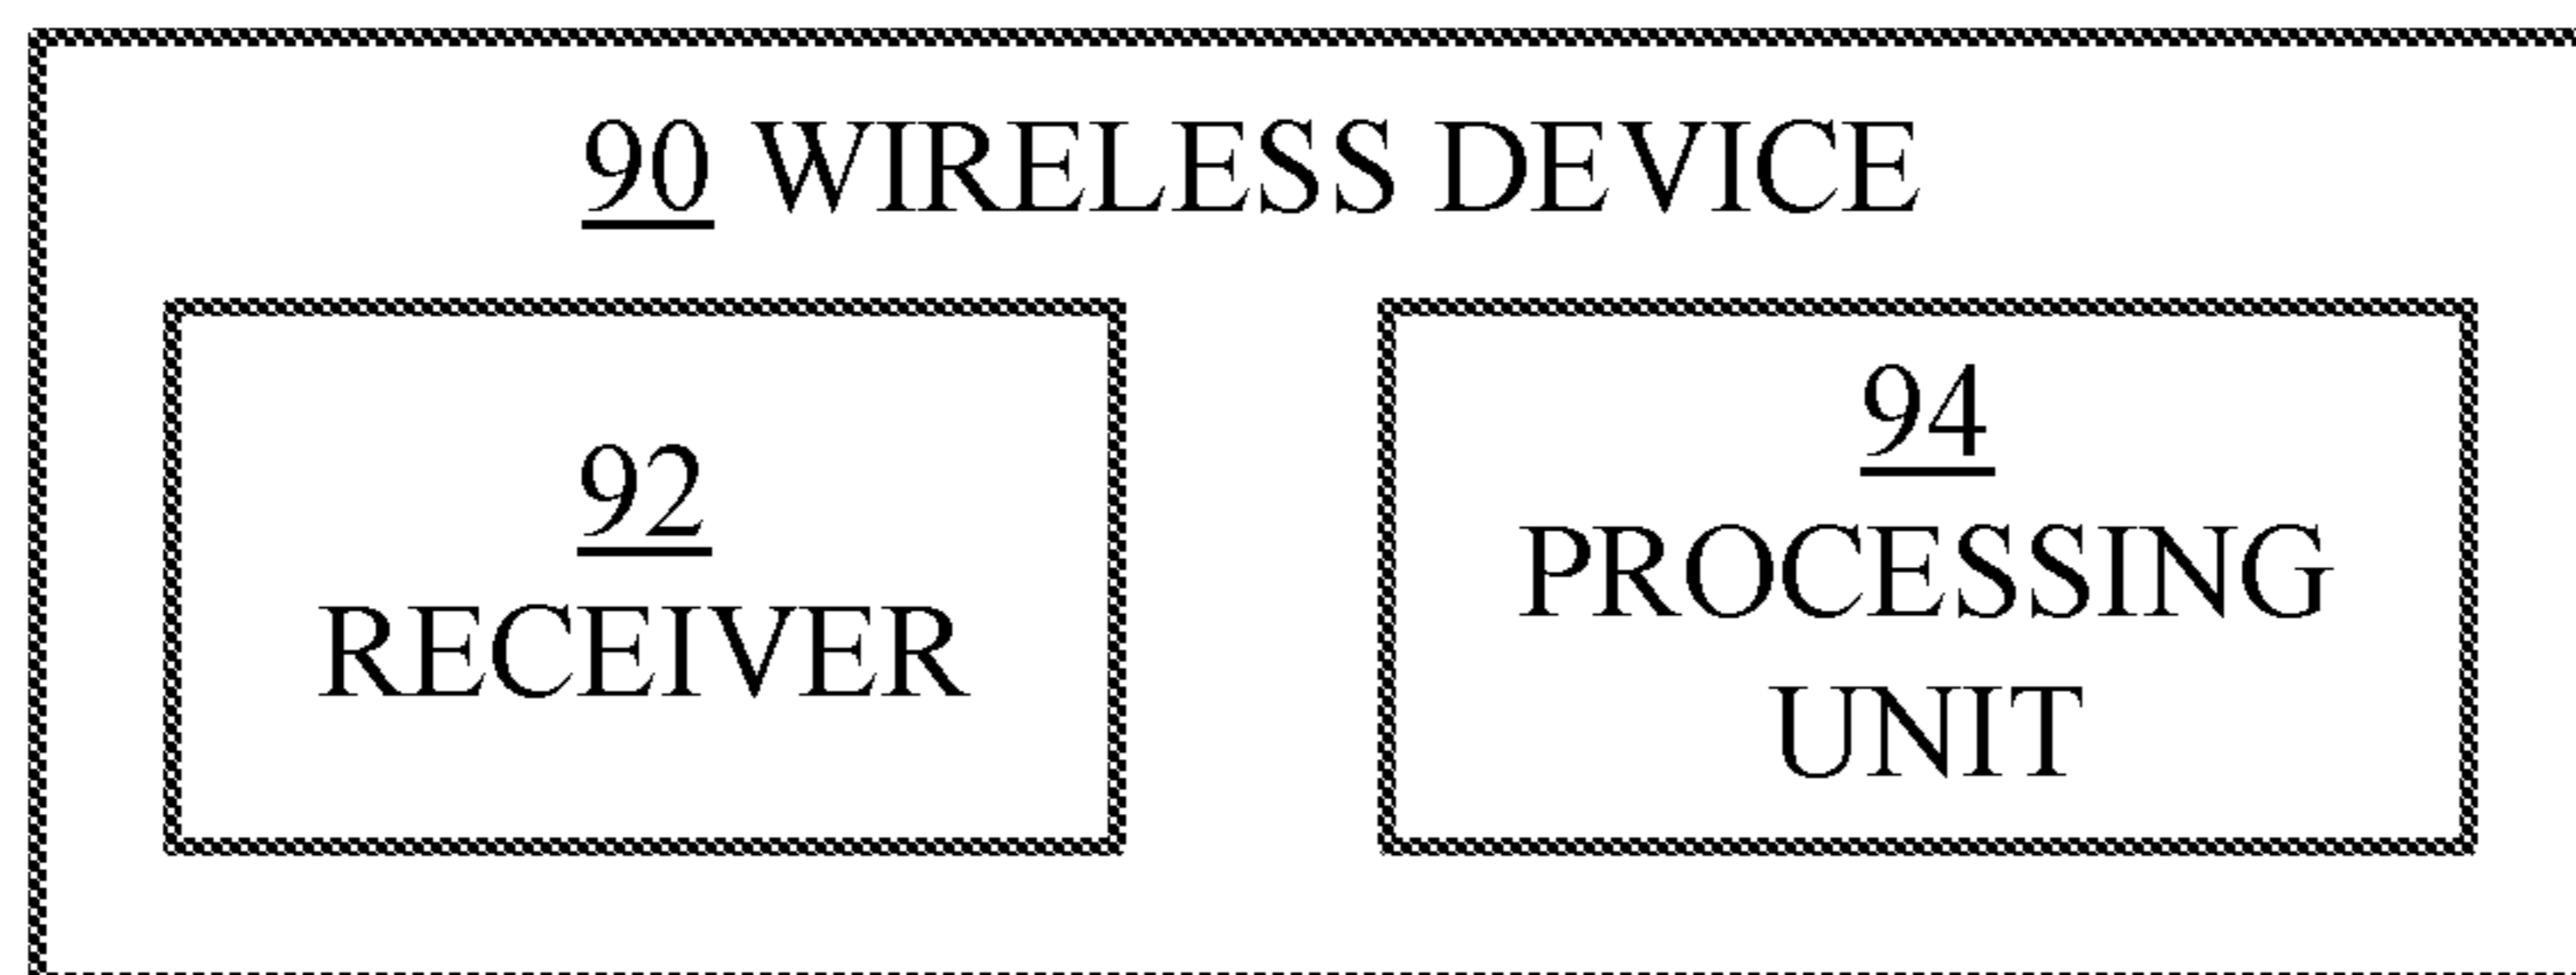 90 WIRELESS DEVICE
92
RECEIVER
94
PROCESSING
UNIT